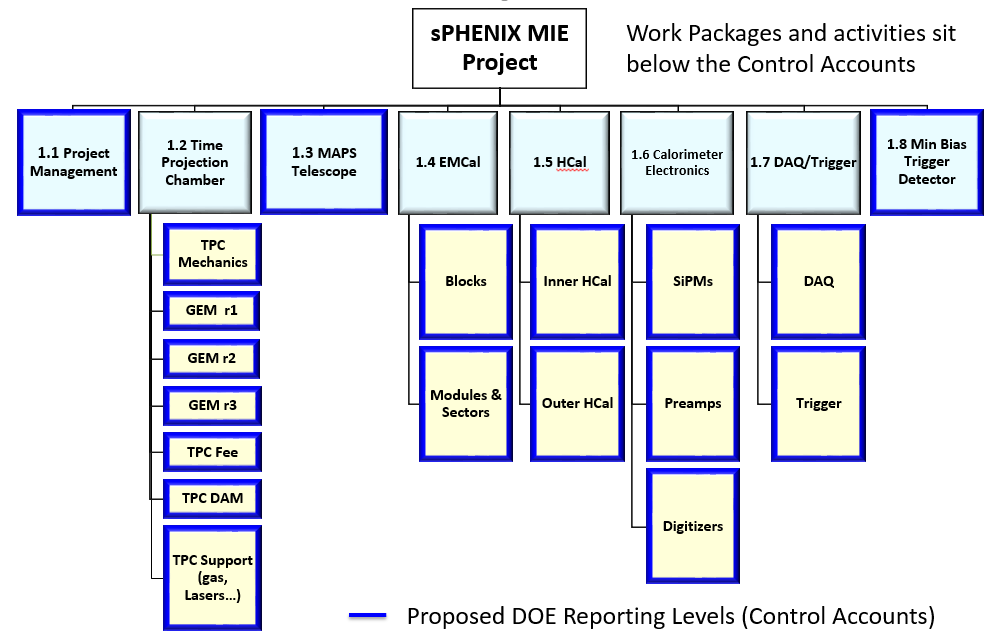 sPHENIX MIE
Project
Work Packages and activities sit
below the Control Accounts
1.1 Project
Management
1.2 Time
Projection
Chamber
1.3 MAPS
Telescope
1.4 EMCal
1.5 HCal
1.6 Calorimeter
Electronics
1.7 DAQ/Trigger
1.8 Min Bias
Trigger
Detector
TPC
Mechanics
GEM r1
GEM r2
GEM r3
TPC Fee
TPC DAM
TPC Support
(gas,
Lasers...)
Blocks
Modules &
Sectors
Inner HCal
Outer HCal
SiPMs
Preamps
Digitizers
DAQ
Trigger
Proposed DOE Reporting Levels (Control Accounts)